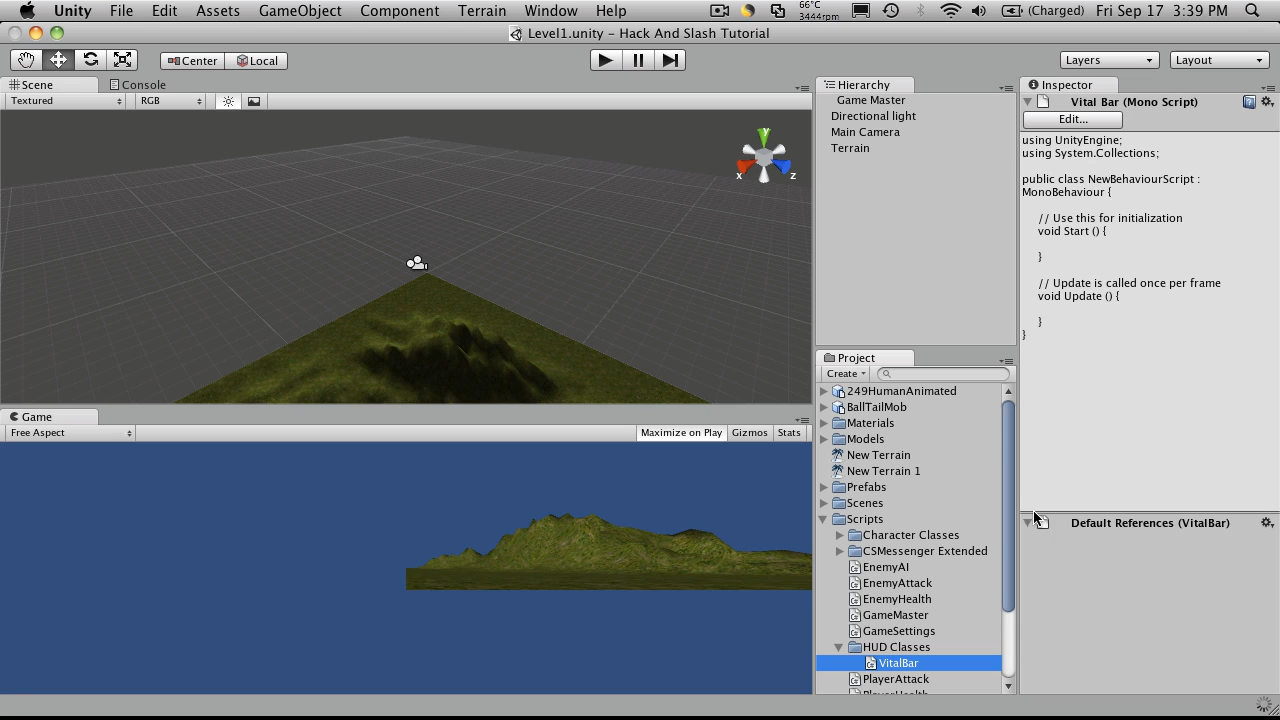 Unity File Edit Assets GameObject Component Terrain Window Help 66°C 3444rpm (Charged) Fri Sep 17 3:39 PM
Level1.unity - Hack And Slash Tutorial
Center Local Layers Layout
Scene Console
Textured RGB
y
x z
Game
Free Aspect Maximize on Play Gizmos Stats
Hierarchy
Game Master
Directional light
Main Camera
Terrain
Project
Create
249HumanAnimated
BallTailMob
Materials
Models
New Terrain
New Terrain 1
Prefabs
Scenes
Scripts
Character Classes
CSMessenger Extended
EnemyAI
EnemyAttack
EnemyHealth
GameMaster
GameSettings
HUD Classes
VitalBar
PlayerAttack
PlayerHealth
Inspector
Vital Bar (Mono Script)
Edit...
using UnityEngine;
using System.Collections;
public class NewBehaviourScript :
MonoBehaviour {
// Use this for initialization
void Start () {
}
// Update is called once per frame
void Update () {
}
}
Default References (VitalBar)